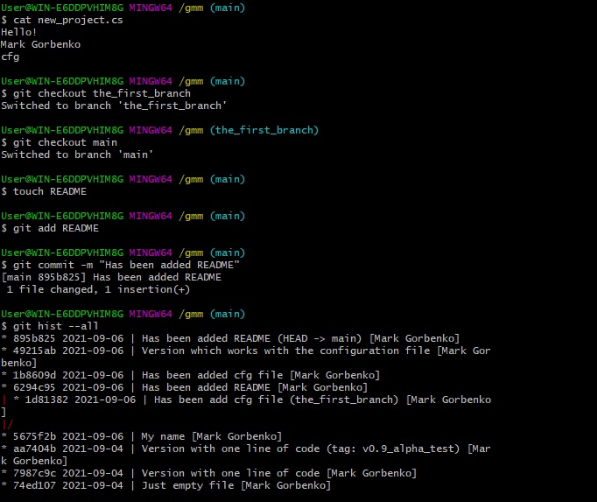 User@WIN-E6DDPVHIM8G MINGW64 /gmm (main)
$ cat new_project.cs
Hello!
Mark Gorbenko
cfg
User@WIN-E6DDPVHIM8G MINGW64 /gmm (main)
$ git checkout the_first_branch
Switched to branch 'the_first_branch'
User@WIN-E6DDPVHIM8G MINGW64 /gmm (the_first_branch)
$ git checkout main
Switched to branch 'main'
User@WIN-E6DDPVHIM8G MINGW64 /gmm (main)
$ touch README
User@WIN-E6DDPVHIM8G MINGW64 /gmm (main)
$ git add README
User@WIN-E6DDPVHIM8G MINGW64 /gmm (main)
$ git commit -m "Has been added README"
[main 895b825] Has been added README
 1 file changed, 1 insertion(+)
User@WIN-E6DDPVHIM8G MINGW64 /gmm (main)
$ git hist --all
* 895b825 2021-09-06 | Has been added README (HEAD -> main) [Mark Gorbenko]
* 49215ab 2021-09-06 | Version which works with the configuration file [Mark Gor
benko]
* 1b8609d 2021-09-06 | Has been added cfg file [Mark Gorbenko]
* 6294c95 2021-09-06 | Has been added README [Mark Gorbenko]
| * 1d81382 2021-09-06 | Has been add cfg file (the_first_branch) [Mark Gorbenko
]
|/
* 5675f2b 2021-09-06 | My name [Mark Gorbenko]
* aa7404b 2021-09-04 | Version with one line of code (tag: v0.9_alpha_test) [Mar
k Gorbenko]
* 7987c9c 2021-09-04 | Version with one line of code [Mark Gorbenko]
* 74ed107 2021-09-04 | Just empty file [Mark Gorbenko]